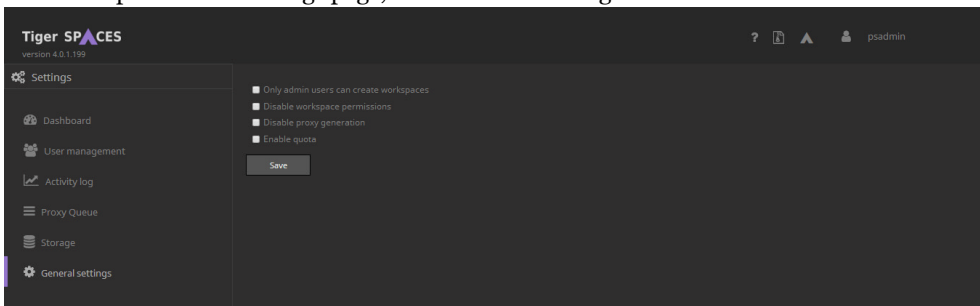 Tiger SPACES
version 4.0.1.199
? psadmin
Settings
Only admin users can create workspaces
Dashboard
Disable workspace permissions
Disable proxy generation
User management
Enable quota
Save
Activity log
Proxy Queue
Storage
General settings